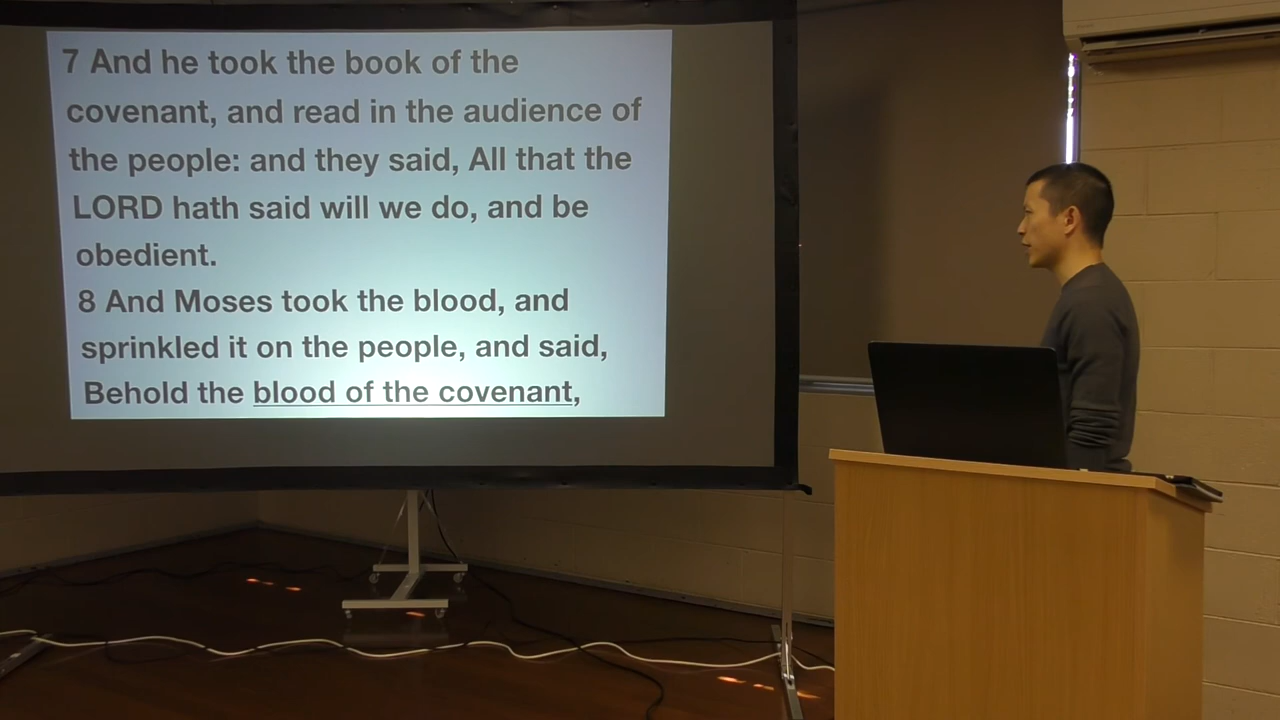 7 And he took the book of the
covenant, and read in the audience of
the people: and they said, All that the
LORD hath said will we do, and be
obedient.
8 And Moses took the blood, and
sprinkled it on the people, and said,
Behold the blood of the covenant,